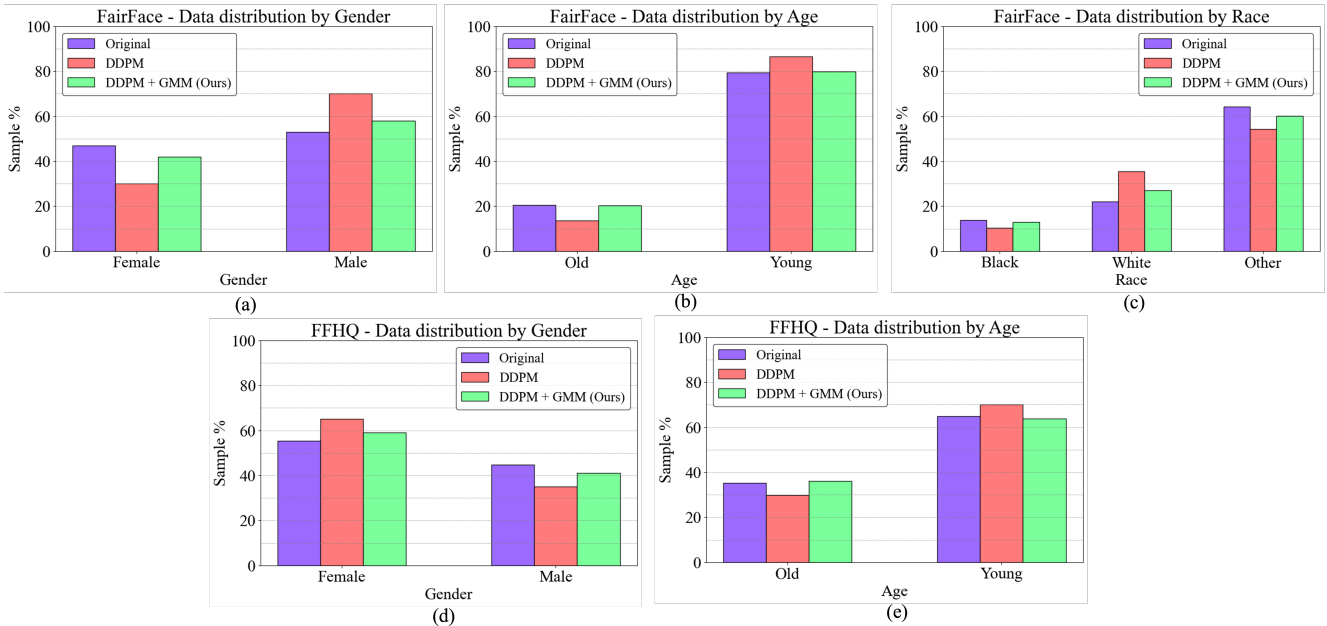 FairFace - Data distribution by Gender
100
80
60
40
20
0
Sample %
Original
DDPM
DDPM + GMM (Ours)
Female
Male
Gender
(a)
FairFace - Data distribution by Age
100
80
60
40
20
0
Sample %
Original
DDPM
DDPM + GMM (Ours)
Old
Young
Age
(b)
FairFace - Data distribution by Race
100
80
60
40
20
0
Sample %
Original
DDPM
DDPM + GMM (Ours)
Black
White
Other
Race
(c)
FFHQ - Data distribution by Gender
100
80
60
40
20
0
Sample %
Original
DDPM
DDPM + GMM (Ours)
Female
Male
Gender
(d)
FFHQ - Data distribution by Age
100
80
60
40
20
0
Sample %
Original
DDPM
DDPM + GMM (Ours)
Old
Young
Age
(e)